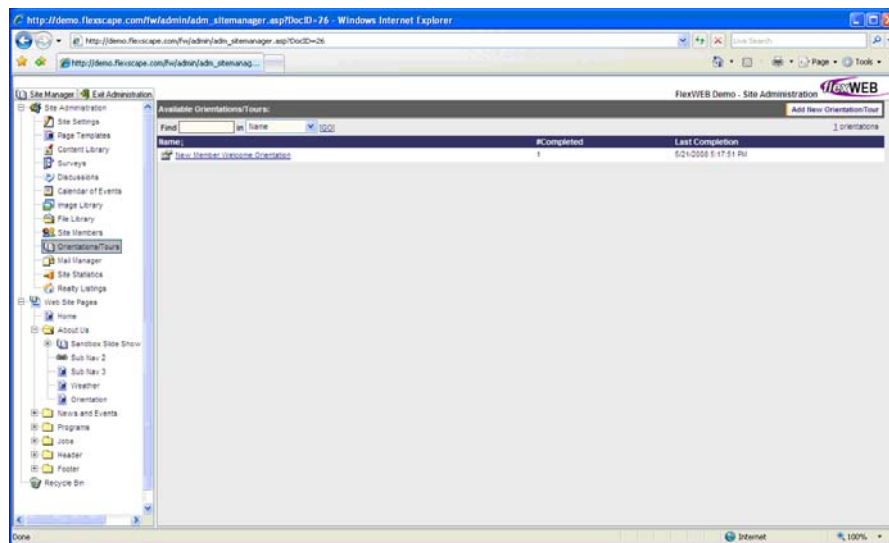 http://demo.flexscape.com/fw/admin/adm_sitemanager.asp?DocID=26 - Windows Internet Explorer
http://demo.flexscape.com/fw/admin/adm_sitemanager.asp?DocID=26
Live Search
http://demo.flexscape.com/fw/admin/adm_sitemanag...
Page
Tools
Site Manager
Exit Administration
FlexWEB Demo - Site Administration
flexWEB
Site Administration
Site Settings
Page Templates
Content Library
Surveys
Discussions
Calendar of Events
Image Library
File Library
Site Members
Orientations/Tours
Mail Manager
Site Statistics
Realty Listings
Web Site Pages
Home
About Us
Sandbox Slide Show
Sub Nav 2
Sub Nav 3
Weather
Orientation
News and Events
Programs
Jobs
Header
Footer
Recycle Bin
Available Orientations/Tours:
Add New Orientation/Tour
Find in Name [GO]
1 orientations
Name #Completed Last Completion
New Member Welcome Orientation 1 5/21/2008 5:17:51 PM
Done
Internet
100%